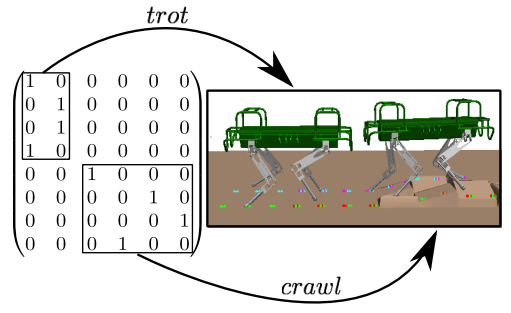 trot
1 0 0 0 0 0
0 1 0 0 0 0
0 1 0 0 0 0
1 0 0 0 0 0
0 0 1 0 0 0
0 0 0 0 1 0
0 0 0 0 0 1
0 0 0 1 0 0
crawl